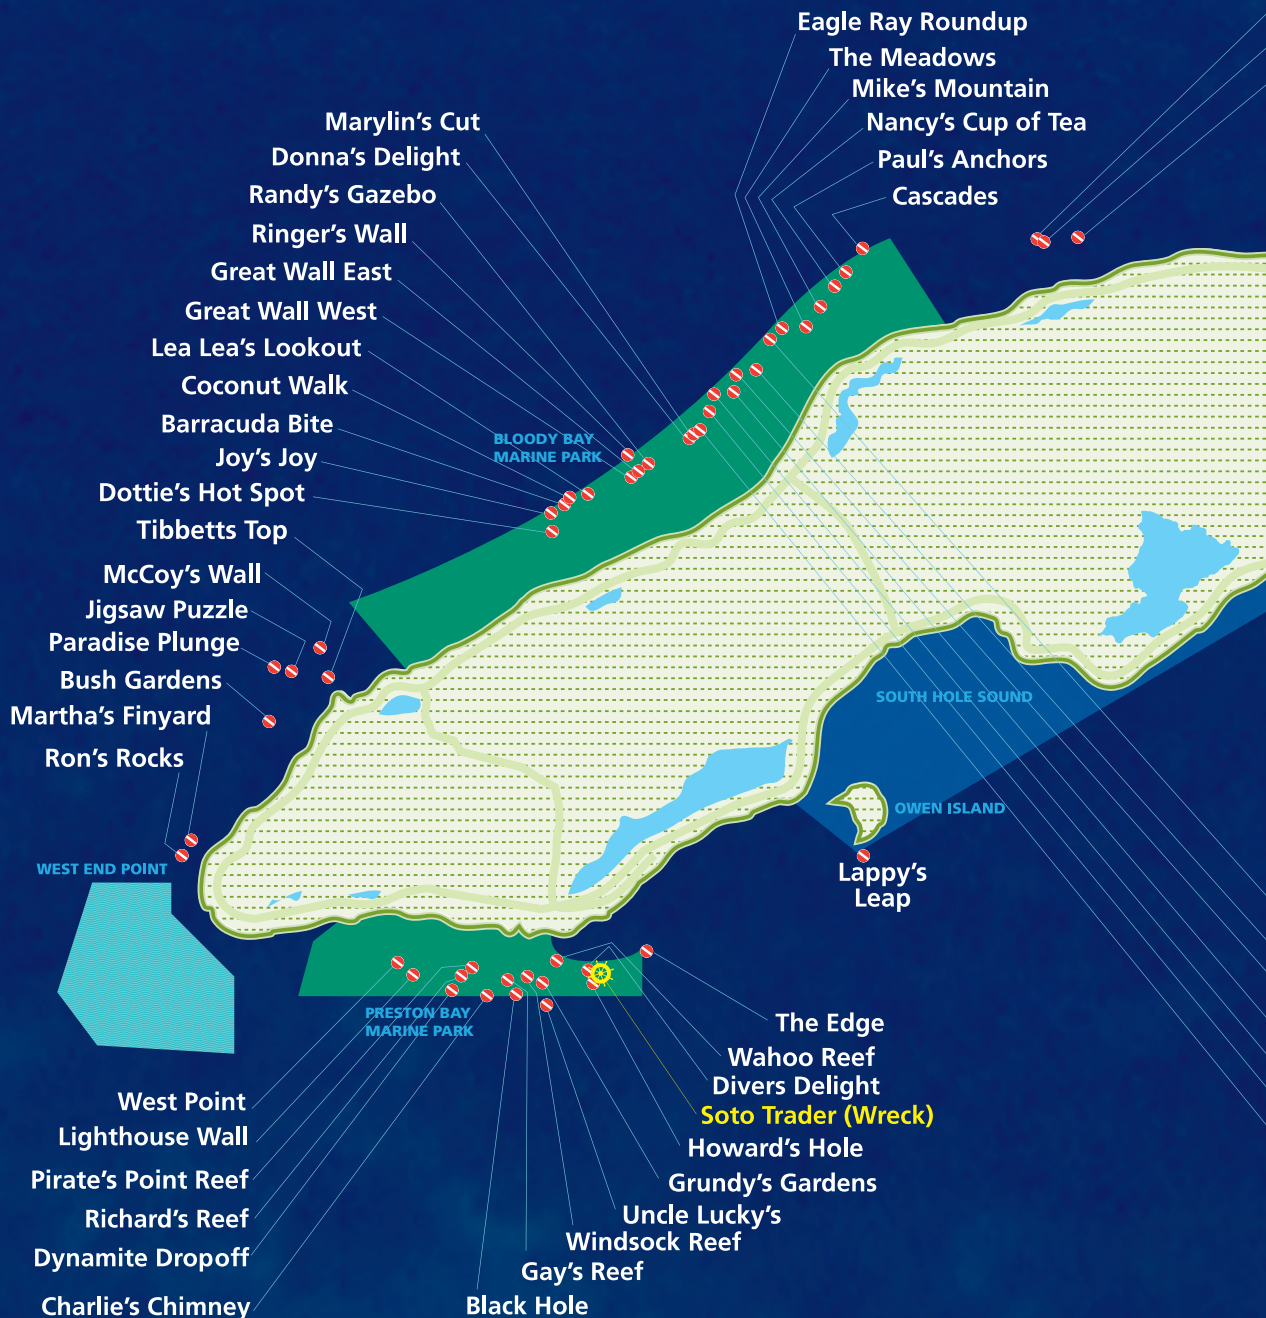 Eagle Ray Roundup
The Meadows
Mike's Mountain
Nancy's Cup of Tea
Paul's Anchors
Cascades
Marylin's Cut
Donna's Delight
Randy's Gazebo
Ringer's Wall
Great Wall East
Great Wall West
Lea Lea's Lookout
Coconut Walk
Barracuda Bite
Joy's Joy
Dottie's Hot Spot
Tibbetts Top
McCoy's Wall
Jigsaw Puzzle
Paradise Plunge
Bush Gardens
Martha's Finyard
Ron's Rocks
BLOODY BAY
MARINE PARK
SOUTH HOLE SOUND
OWEN ISLAND
Lappy's
Leap
WEST END POINT
PRESTON BAY
MARINE PARK
The Edge
Wahoo Reef
Divers Delight
Soto Trader (Wreck)
Howard's Hole
Grundy's Gardens
Uncle Lucky's
Windsock Reef
Gay's Reef
Black Hole
West Point
Lighthouse Wall
Pirate's Point Reef
Richard's Reef
Dynamite Dropoff
Charlie's Chimney